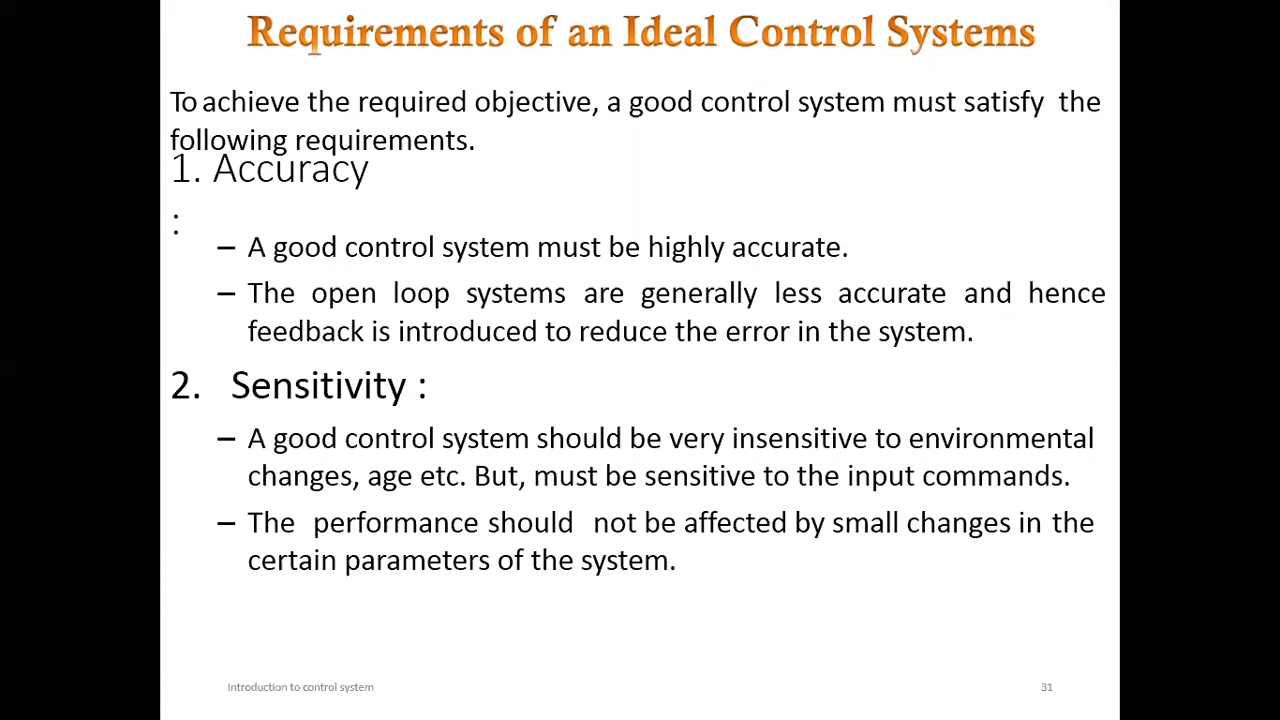 Requirements of an Ideal Control Systems
To achieve the required objective, a good control system must satisfy the
following requirements.
1. Accuracy
:
– A good control system must be highly accurate.
– The open loop systems are generally less accurate and hence
feedback is introduced to reduce the error in the system.
2. Sensitivity :
– A good control system should be very insensitive to environmental
changes, age etc. But, must be sensitive to the input commands.
– The performance should not be affected by small changes in the
certain parameters of the system.
Introduction to control system
31